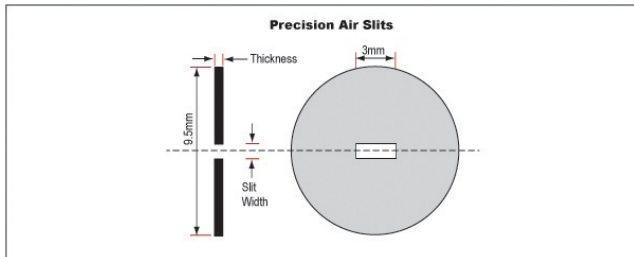 Precision Air Slits
Thickness
3mm
9.5mm
Slit
Width